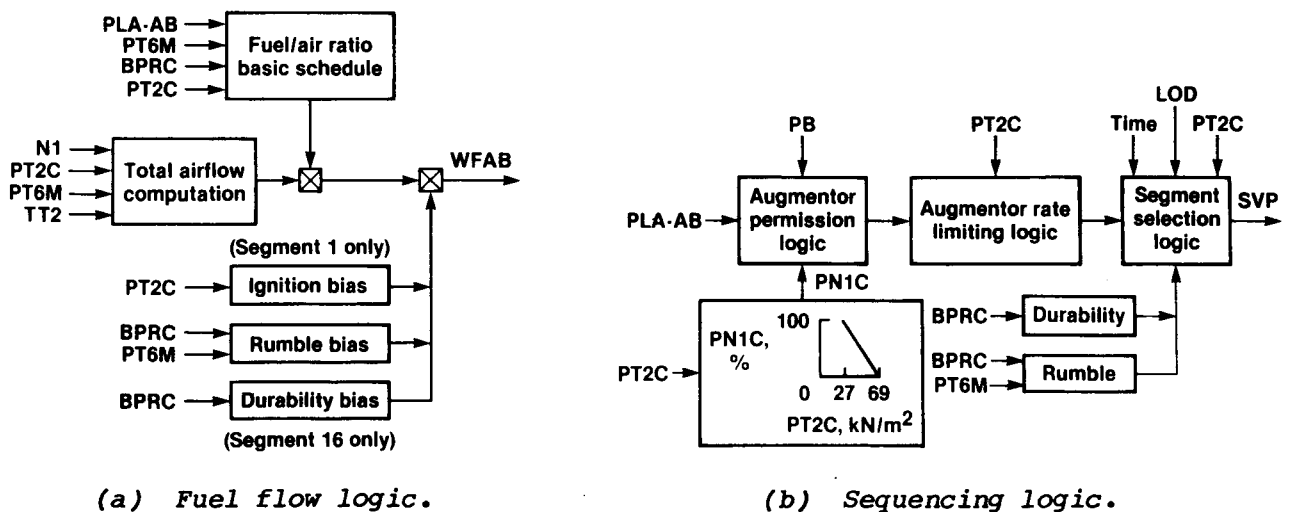 PLA-AB
PT6M
BPRC
PT2C
Fuel/air ratio
basic schedule
N1
PT2C
PT6M
TT2
Total airflow
computation
WFAB
(Segment 1 only)
PT2C
Ignition bias
BPRC
PT6M
Rumble bias
BPRC
Durability bias
(Segment 16 only)
(a) Fuel flow logic.
LOD
PB
PT2C
Time
PT2C
PLA-AB
Augmentor
permission
logic
Augmentor rate
limiting logic
Segment
selection
logic
SVP
PN1C
PT2C
PN1C,
%
100
0
27
69
PT2C, kN/m²
BPRC
Durability
BPRC
PT6M
Rumble
(b) Sequencing logic.